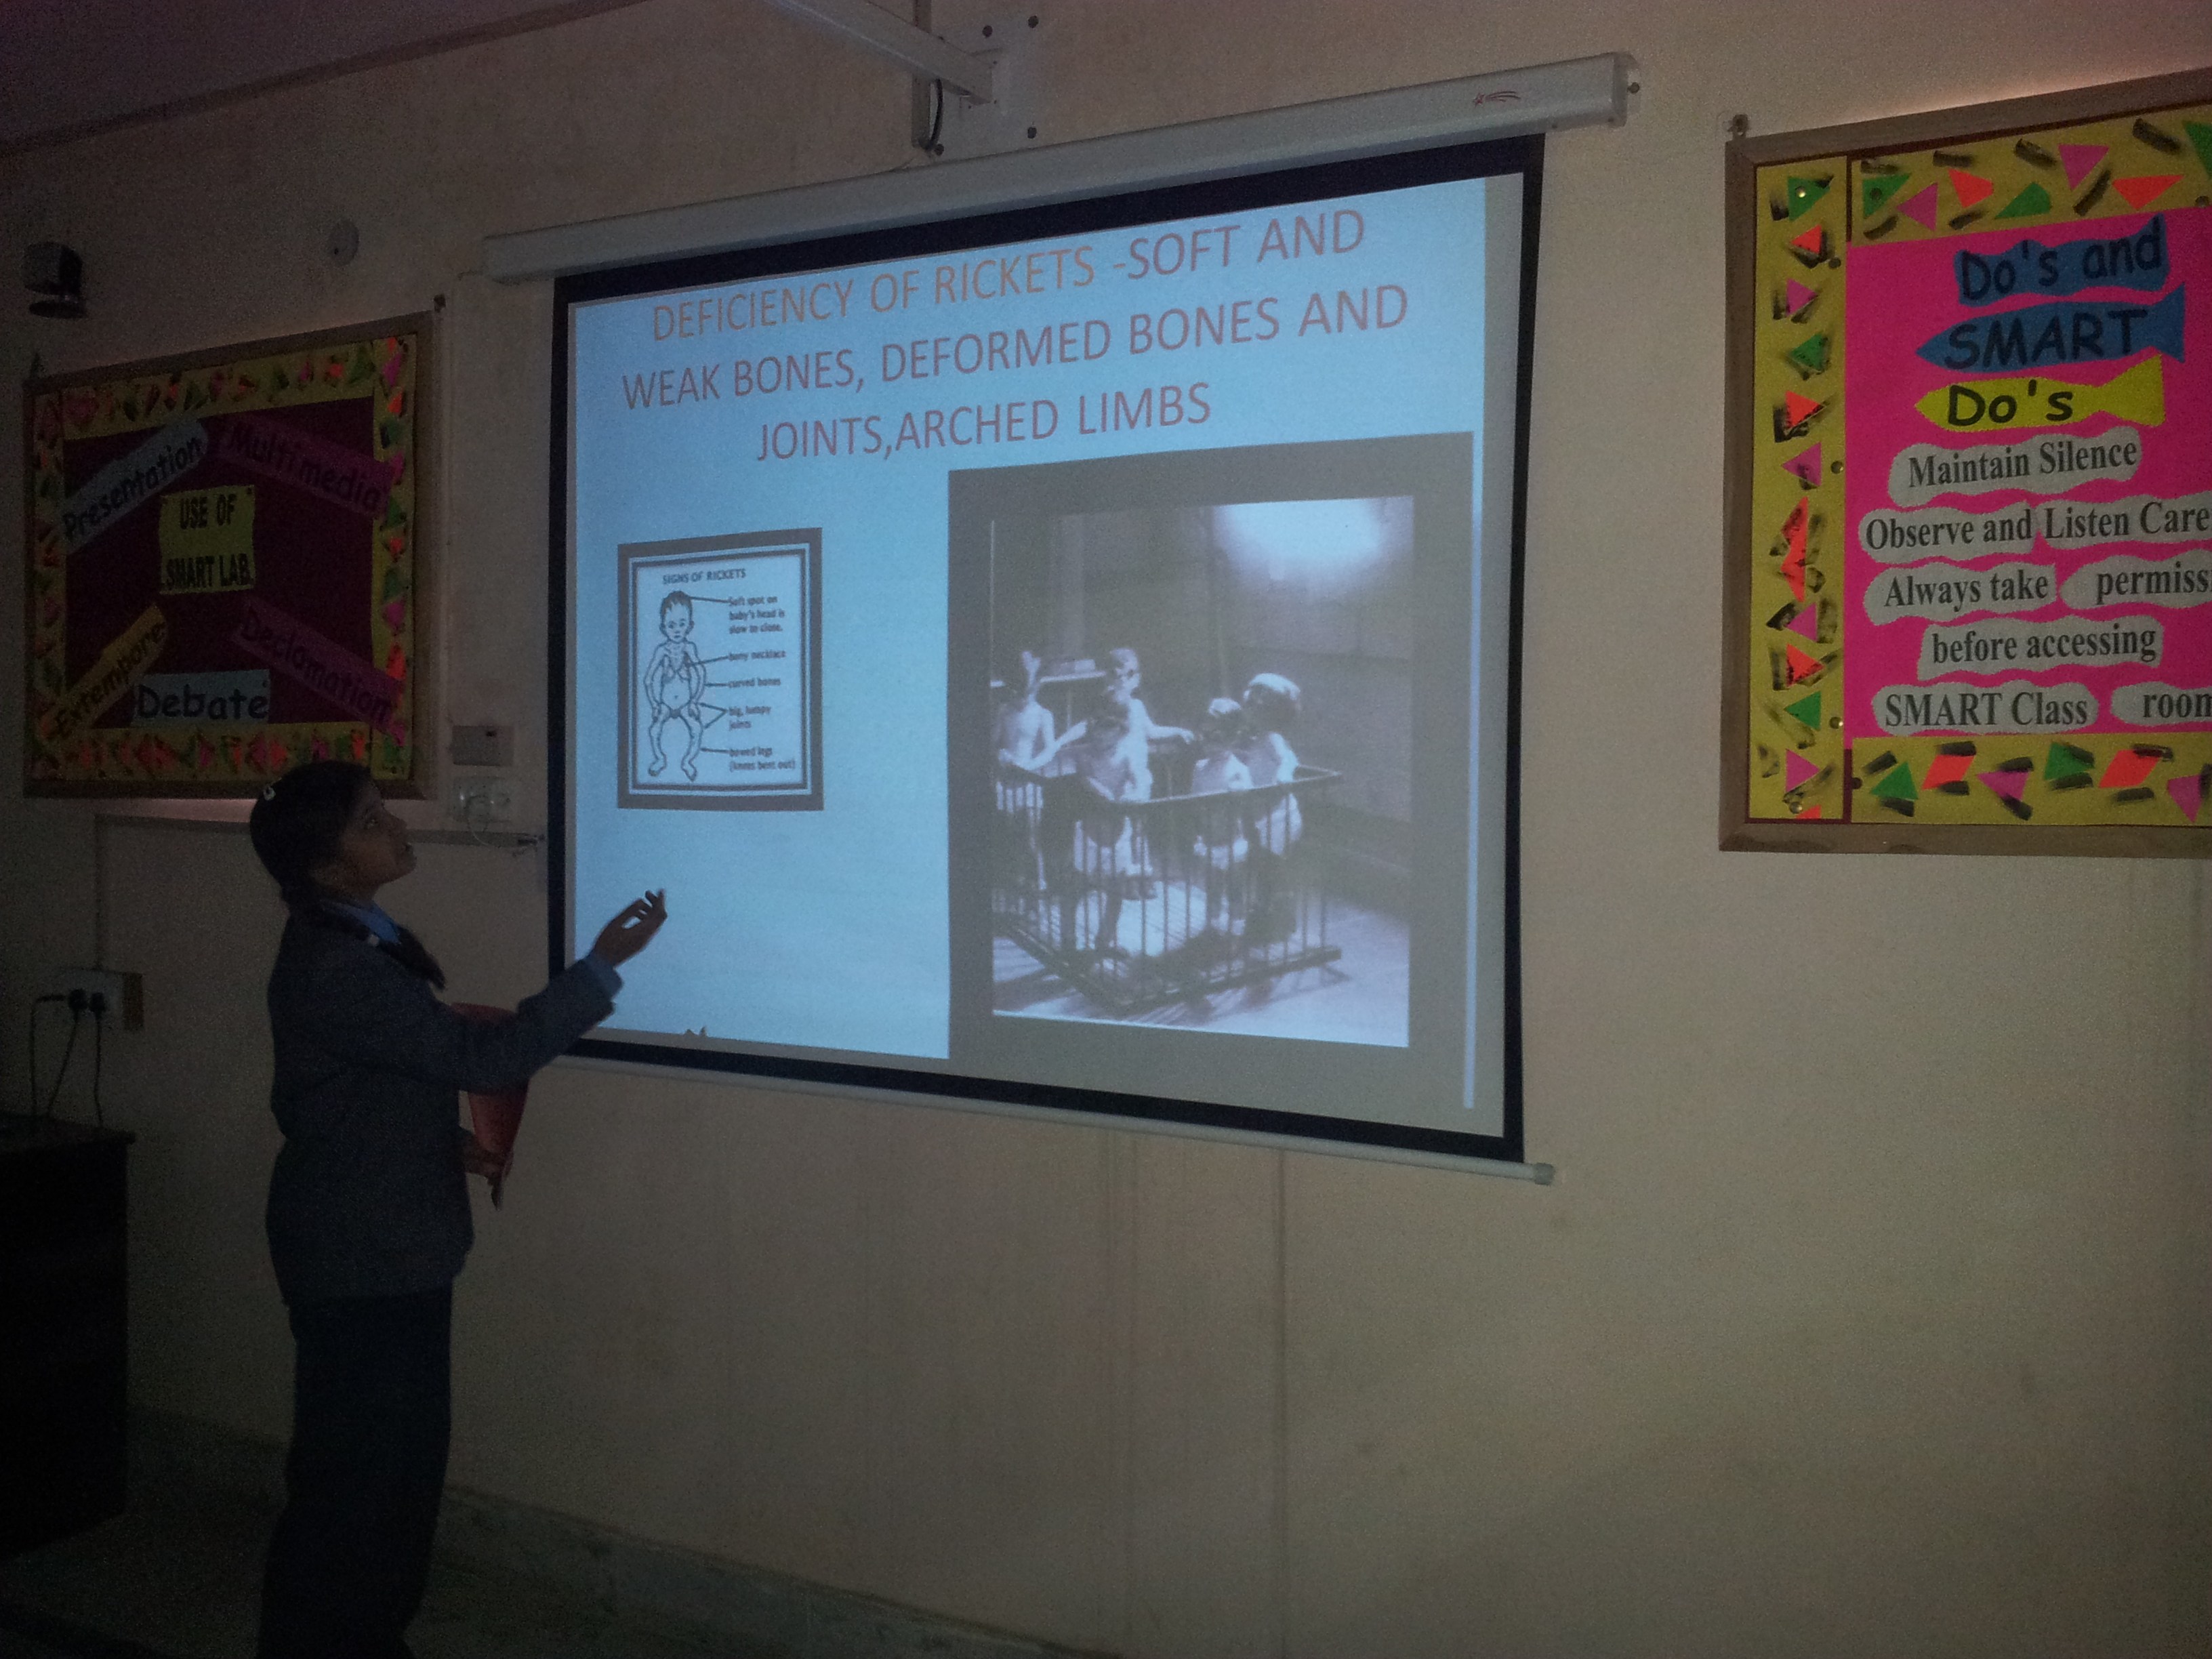 Presentation
Multimedia
USE OF
SMART LAB
Extempore
Declamation
Debate
DEFICIENCY OF RICKETS -SOFT AND
WEAK BONES, DEFORMED BONES AND
JOINTS,ARCHED LIMBS
SIGNS OF RICKETS
Soft spot on
baby's head is
slow to close.
bony necklace
curved bones
big, lumpy
joints
bowed legs
(knees bent out)
Do's and
SMART
Do's
Maintain Silence
Observe and Listen Care
Always take permiss
before accessing
SMART Class room